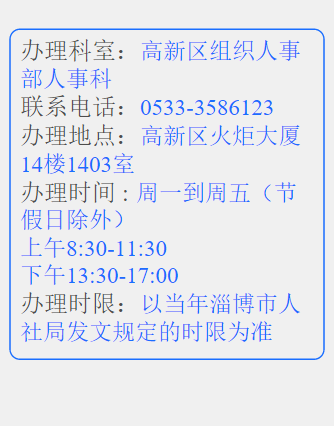 办理科室：高新区组织人事
部人事科
联系电话：0533-3586123
办理地点：高新区火炬大厦
14楼1403室
办理时间 : 周一到周五（节
假日除外）
上午8:30-11:30
下午13:30-17:00
办理时限：以当年淄博市人
社局发文规定的时限为准